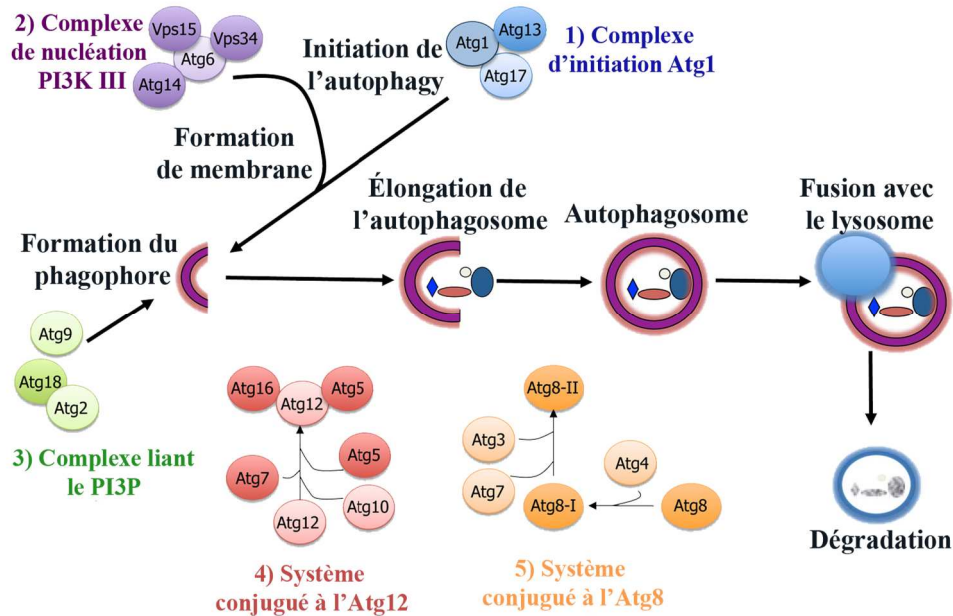 2) Complexe
de nucléation
PI3K III
Vps15
Vps34
Atg6
Atg14
Initiation de
l'autophagy
Atg1
Atg13
Atg17
1) Complexe
d'initiation Atg1
Formation
de membrane
Formation du
phagophore
Élongation de
l'autophagosome
Autophagosome
Fusion avec
le lysosome
Atg9
Atg18
Atg2
3) Complexe liant
le PI3P
Atg16
Atg12
Atg5
Atg7
Atg5
Atg12
Atg10
4) Système
conjugué à l'Atg12
Atg8-II
Atg3
Atg7
Atg4
Atg8-I
Atg8
5) Système
conjugué à l'Atg8
Dégradation